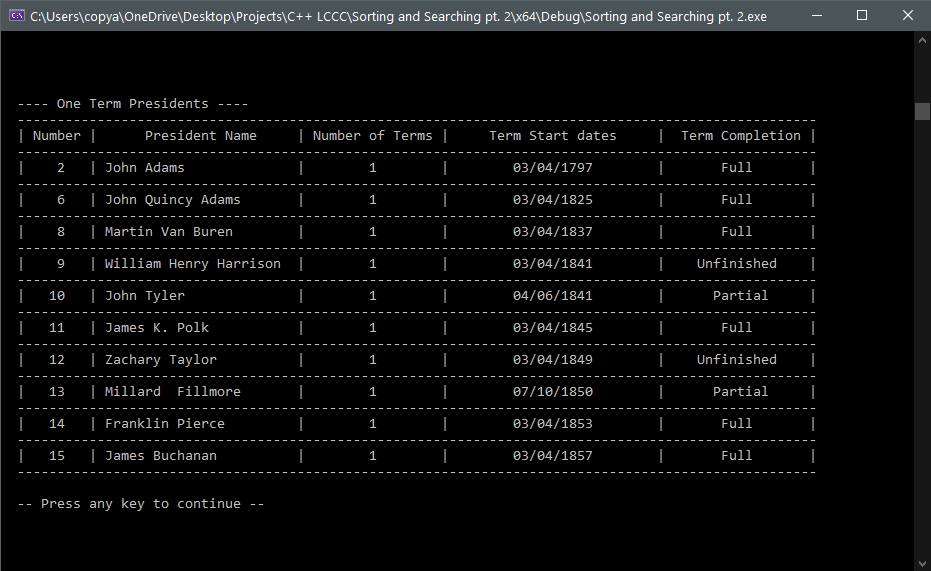 C:\Users\copya\OneDrive\Desktop\Projects\C++ LCCC\Sorting and Searching pt. 2\x64\Debug\Sorting and Searching pt. 2.exe
---- One Term Presidents ----
----------------------------------------------------------------------------------------------------
| Number |      President Name     | Number of Terms |     Term Start dates     |  Term Completion |
----------------------------------------------------------------------------------------------------
|    2   | John Adams              |        1        |        03/04/1797        |       Full       |
----------------------------------------------------------------------------------------------------
|    6   | John Quincy Adams       |        1        |        03/04/1825        |       Full       |
----------------------------------------------------------------------------------------------------
|    8   | Martin Van Buren        |        1        |        03/04/1837        |       Full       |
----------------------------------------------------------------------------------------------------
|    9   | William Henry Harrison  |        1        |        03/04/1841        |    Unfinished    |
----------------------------------------------------------------------------------------------------
|   10   | John Tyler              |        1        |        04/06/1841        |      Partial     |
----------------------------------------------------------------------------------------------------
|   11   | James K. Polk           |        1        |        03/04/1845        |       Full       |
----------------------------------------------------------------------------------------------------
|   12   | Zachary Taylor          |        1        |        03/04/1849        |    Unfinished    |
----------------------------------------------------------------------------------------------------
|   13   | Millard  Fillmore       |        1        |        07/10/1850        |      Partial     |
----------------------------------------------------------------------------------------------------
|   14   | Franklin Pierce         |        1        |        03/04/1853        |       Full       |
----------------------------------------------------------------------------------------------------
|   15   | James Buchanan          |        1        |        03/04/1857        |       Full       |
----------------------------------------------------------------------------------------------------
-- Press any key to continue --